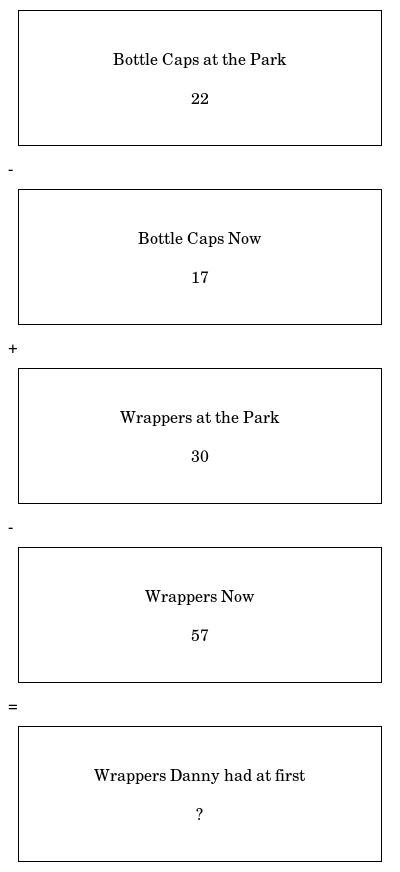 Bottle Caps at the Park
22
-
Bottle Caps Now
17
+
Wrappers at the Park
30
-
Wrappers Now
57
=
Wrappers Danny had at first
?